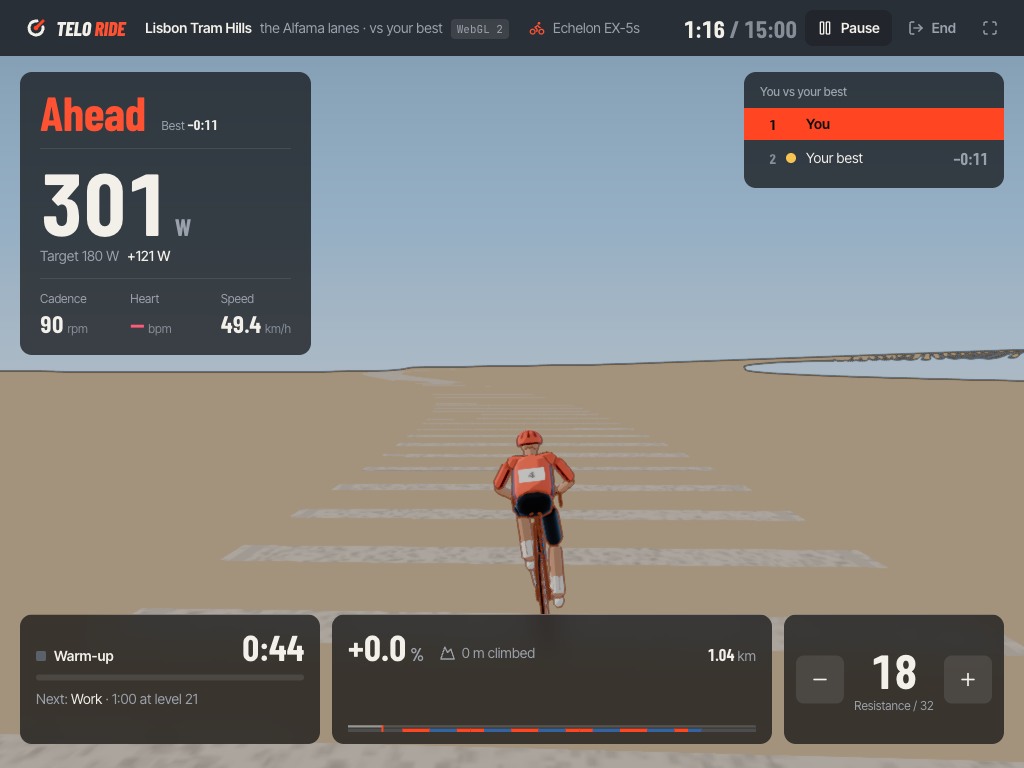 TELO RIDE Lisbon Tram Hills the Alfama lanes · vs your best WebGL 2 Echelon EX-5s 1:16 / 15:00 Pause End
Ahead Best −0:11
301 W
Target 180 W +121 W
Cadence Heart Speed
90 rpm – bpm 49.4 km/h
You vs your best
1 You
2 Your best −0:11
4
Warm-up 0:44
Next: Work · 1:00 at level 21
+0.0 % 0 m climbed 1.04 km
− 18 +
Resistance / 32